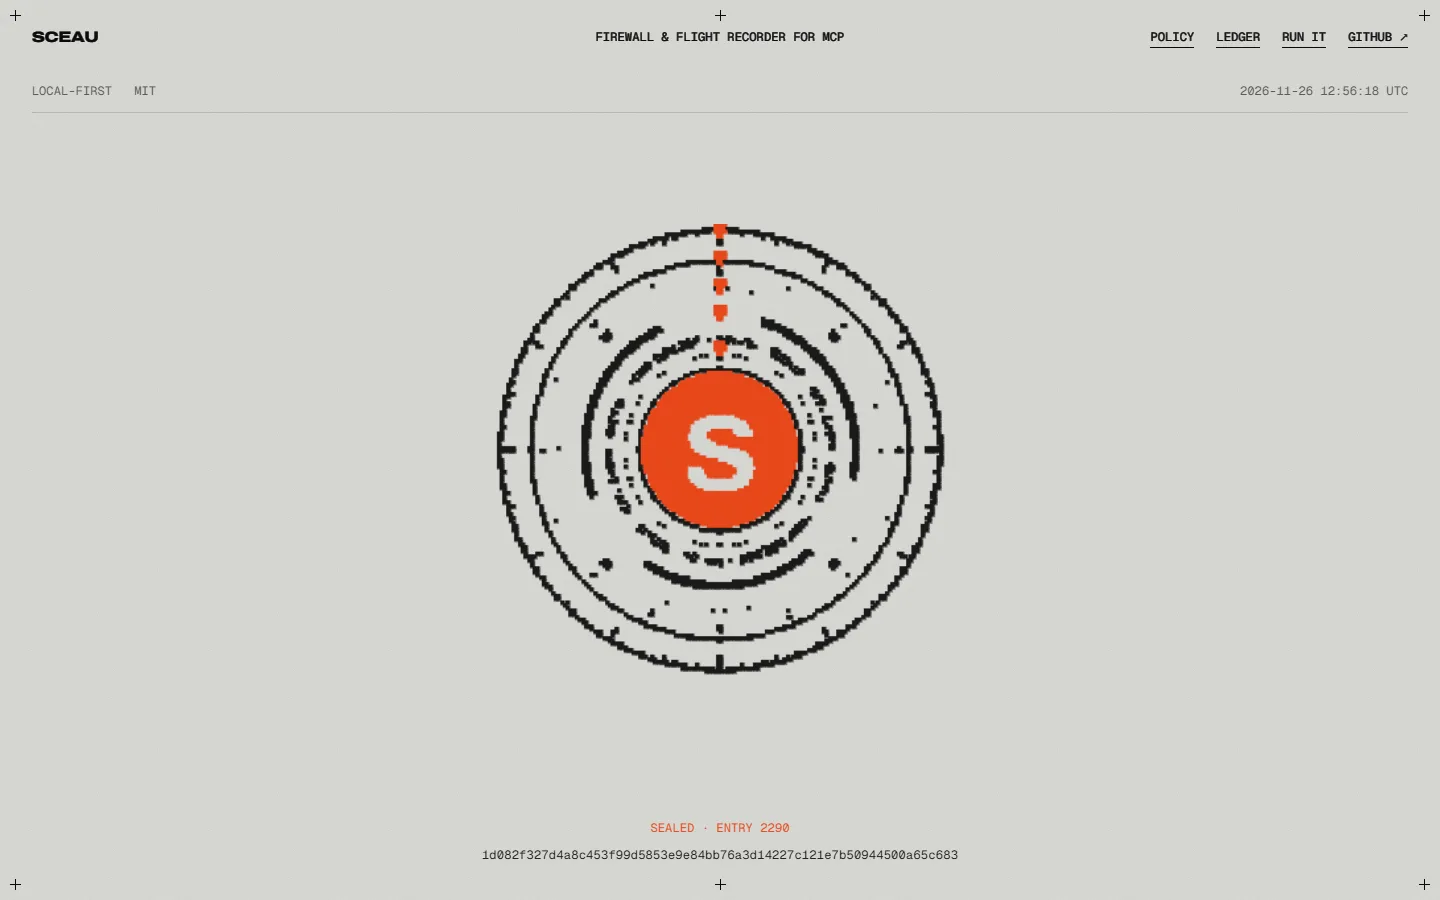 SCEAU
FIREWALL & FLIGHT RECORDER FOR MCP
POLICY LEDGER RUN IT GITHUB ↗
LOCAL-FIRST MIT
2026-11-26 12:56:18 UTC
S
SEALED · ENTRY 2290
1d082f327d4a8c453f99d5853e9e84bb76a3d14227c121e7b50944500a65c683